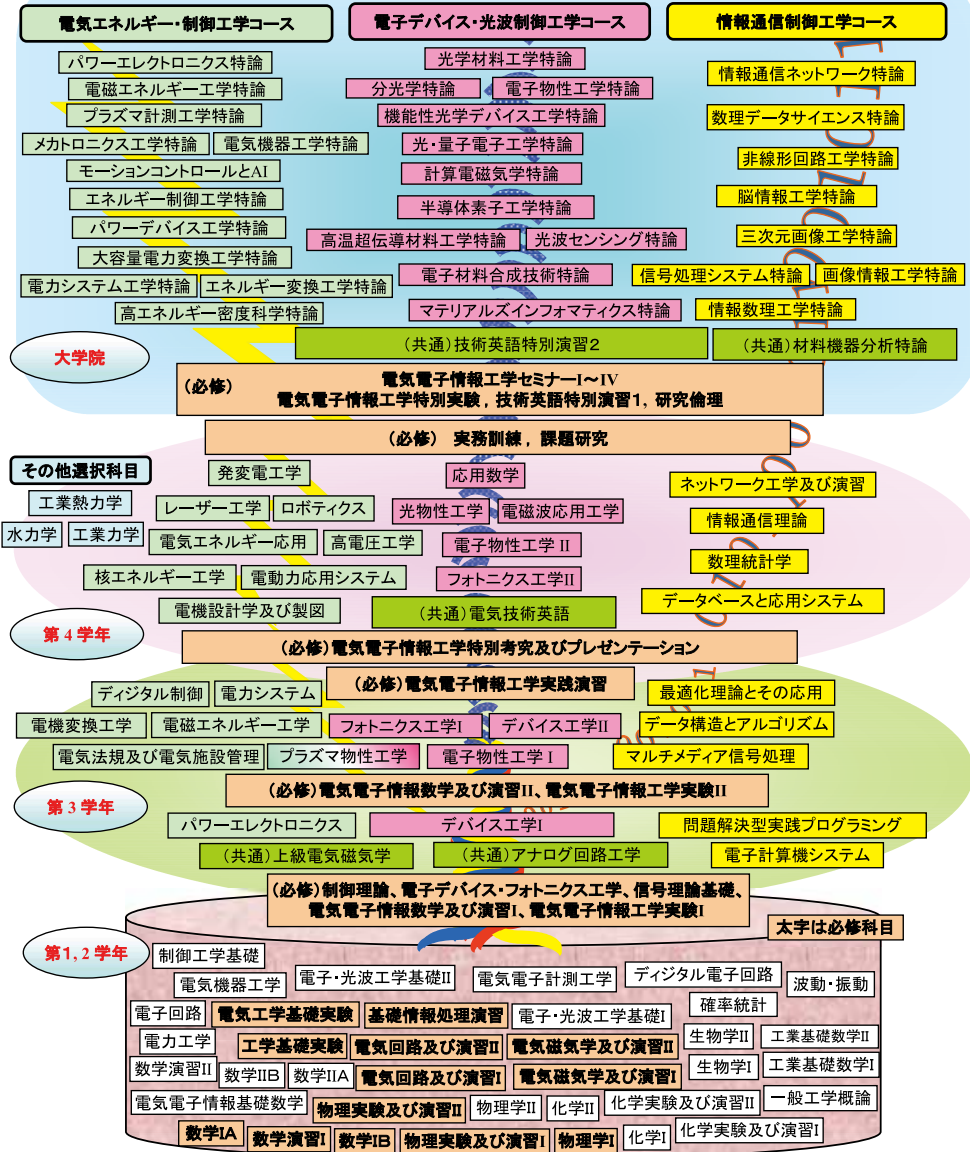 電気エネルギー・制御工学コース
電子デバイス・光波制御工学コース
情報通信制御工学コース
パワーエレクトロニクス特論
電磁エネルギー工学特論
プラズマ計測工学特論
メカトロニクス工学特論
電気機器工学特論
モーションコントロールとAI
エネルギー制御工学特論
パワーデバイス工学特論
大容量電力変換工学特論
電力システム工学特論
エネルギー変換工学特論
高エネルギー密度科学特論
光学材料工学特論
分光学特論
電子物性工学特論
機能性光学デバイス工学特論
光・量子電子工学特論
計算電磁気学特論
半導体素子工学特論
高温超伝導材料工学特論
光波センシング特論
電子材料合成技術特論
マテリアルズインフォマティクス特論
情報通信ネットワーク特論
数理データサイエンス特論
非線形回路工学特論
脳情報工学特論
三次元画像工学特論
信号処理システム特論
画像情報工学特論
情報数理工学特論
大学院
(共通)技術英語特別演習2
(共通)材料機器分析特論
(必修)
電気電子情報工学セミナーI~IV
電気電子情報工学特別実験, 技術英語特別演習1, 研究倫理
(必修) 実務訓練, 課題研究
その他選択科目
工業熱力学
水力学
工業力学
発変電工学
レーザー工学
ロボティクス
電気エネルギー応用
高電圧工学
核エネルギー工学
電動力応用システム
電機設計学及び製図
応用数学
光物性工学
電磁波応用工学
電子物性工学 II
フォトニクス工学II
(共通)電気技術英語
ネットワーク工学及び演習
情報通信理論
数理統計学
データベースと応用システム
第4学年
(必修)電気電子情報工学特別考究及びプレゼンテーション
(必修)電気電子情報工学実践演習
ディジタル制御
電力システム
電機変換工学
電磁エネルギー工学
電気法規及び電気施設管理
プラズマ物性工学
フォトニクス工学I
デバイス工学II
電子物性工学 I
最適化理論とその応用
データ構造とアルゴリズム
マルチメディア信号処理
第3学年
(必修)電気電子情報数学及び演習II、電気電子情報工学実験II
パワーエレクトロニクス
デバイス工学I
問題解決型実践プログラミング
(共通)上級電気磁気学
(共通)アナログ回路工学
電子計算機システム
(必修)制御理論、電子デバイス・フォトニクス工学、信号理論基礎、
電気電子情報数学及び演習I、電気電子情報工学実験I
太字は必修科目
第1,2学年
制御工学基礎
電気機器工学
電子・光波工学基礎II
電気電子計測工学
ディジタル電子回路
波動・振動
電子回路
電気工学基礎実験
基礎情報処理演習
電子・光波工学基礎I
確率統計
電力工学
工学基礎実験
電気回路及び演習II
電気磁気学及び演習II
生物学II
工業基礎数学II
数学演習II
数学IIB
数学IIA
電気回路及び演習I
電気磁気学及び演習I
生物学I
工業基礎数学I
電気電子情報基礎数学
物理実験及び演習II
物理学II
化学II
化学実験及び演習II
一般工学概論
数学IA
数学演習I
数学IB
物理実験及び演習I
物理学I
化学I
化学実験及び演習I